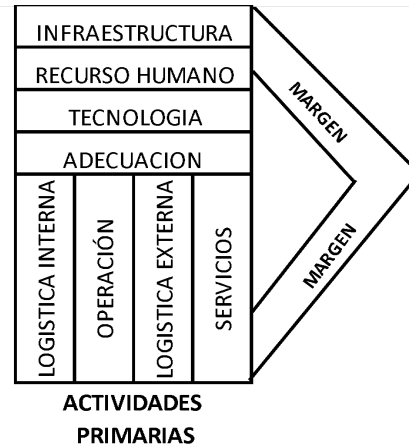 INFRAESTRUCTURA
RECURSO HUMANO
TECNOLOGIA
ADECUACION
LOGISTICA INTERNA
OPERACIÓN
LOGISTICA EXTERNA
SERVICIOS
MARGEN
MARGEN
ACTIVIDADES
PRIMARIAS